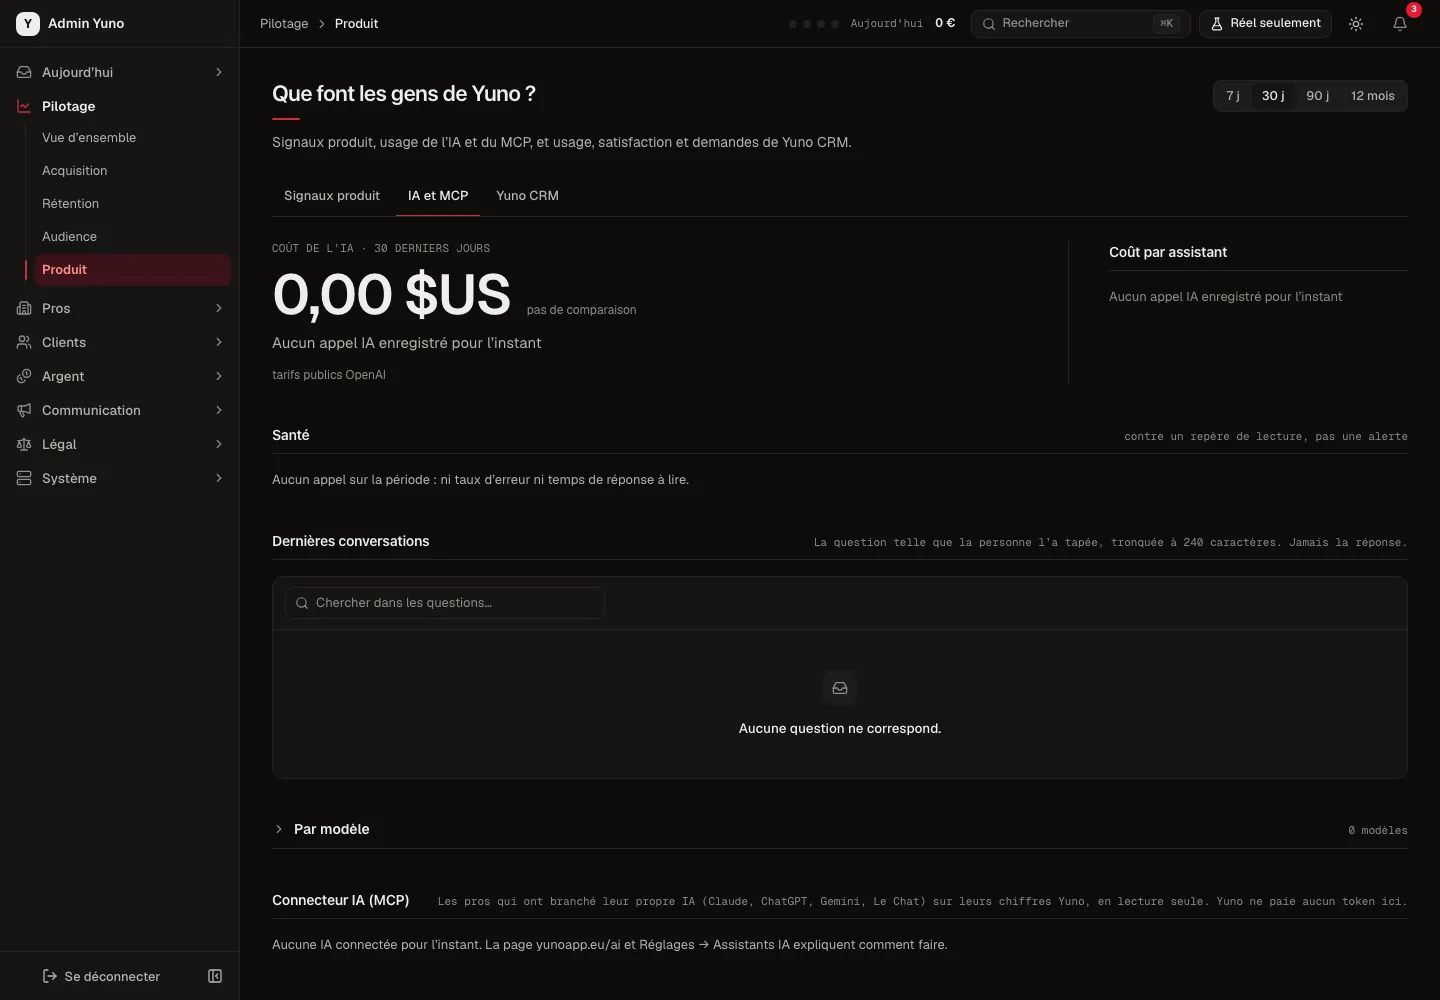 Y Admin Yuno
Pilotage > Produit
Aujourd'hui 0 €
Rechercher ⌘K
Réel seulement
3
Aujourd'hui
Pilotage
Vue d'ensemble
Acquisition
Rétention
Audience
Produit
Pros
Clients
Argent
Communication
Légal
Système
Se déconnecter
Que font les gens de Yuno ?
7 j 30 j 90 j 12 mois
Signaux produit, usage de l'IA et du MCP, et usage, satisfaction et demandes de Yuno CRM.
Signaux produit IA et MCP Yuno CRM
COÛT DE L'IA · 30 DERNIERS JOURS
0,00 $US pas de comparaison
Aucun appel IA enregistré pour l'instant
tarifs publics OpenAI
Coût par assistant
Aucun appel IA enregistré pour l'instant
Santé contre un repère de lecture, pas une alerte
Aucun appel sur la période : ni taux d'erreur ni temps de réponse à lire.
Dernières conversations La question telle que la personne l'a tapée, tronquée à 240 caractères. Jamais la réponse.
Chercher dans les questions…
Aucune question ne correspond.
Par modèle 0 modèles
Connecteur IA (MCP) Les pros qui ont branché leur propre IA (Claude, ChatGPT, Gemini, Le Chat) sur leurs chiffres Yuno, en lecture seule. Yuno ne paie aucun token ici.
Aucune IA connectée pour l'instant. La page yunoapp.eu/ai et Réglages → Assistants IA expliquent comment faire.